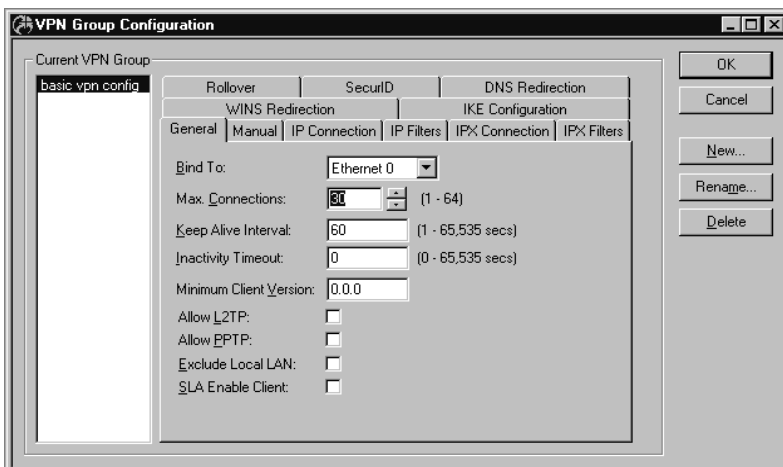 VPN Group Configuration
Current VPN Group
basic vpn config
Rollover SecurID DNS Redirection
WINS Redirection IKE Configuration
General Manual IP Connection IP Filters IPX Connection IPX Filters
Bind To: Ethernet 0
Max. Connections: 30 (1 - 64)
Keep Alive Interval: 60 (1 - 65,535 secs)
Inactivity Timeout: 0 (0 - 65,535 secs)
Minimum Client Version: 0.0.0
Allow L2TP:
Allow PPTP:
Exclude Local LAN:
SLA Enable Client:
OK
Cancel
New...
Rename...
Delete